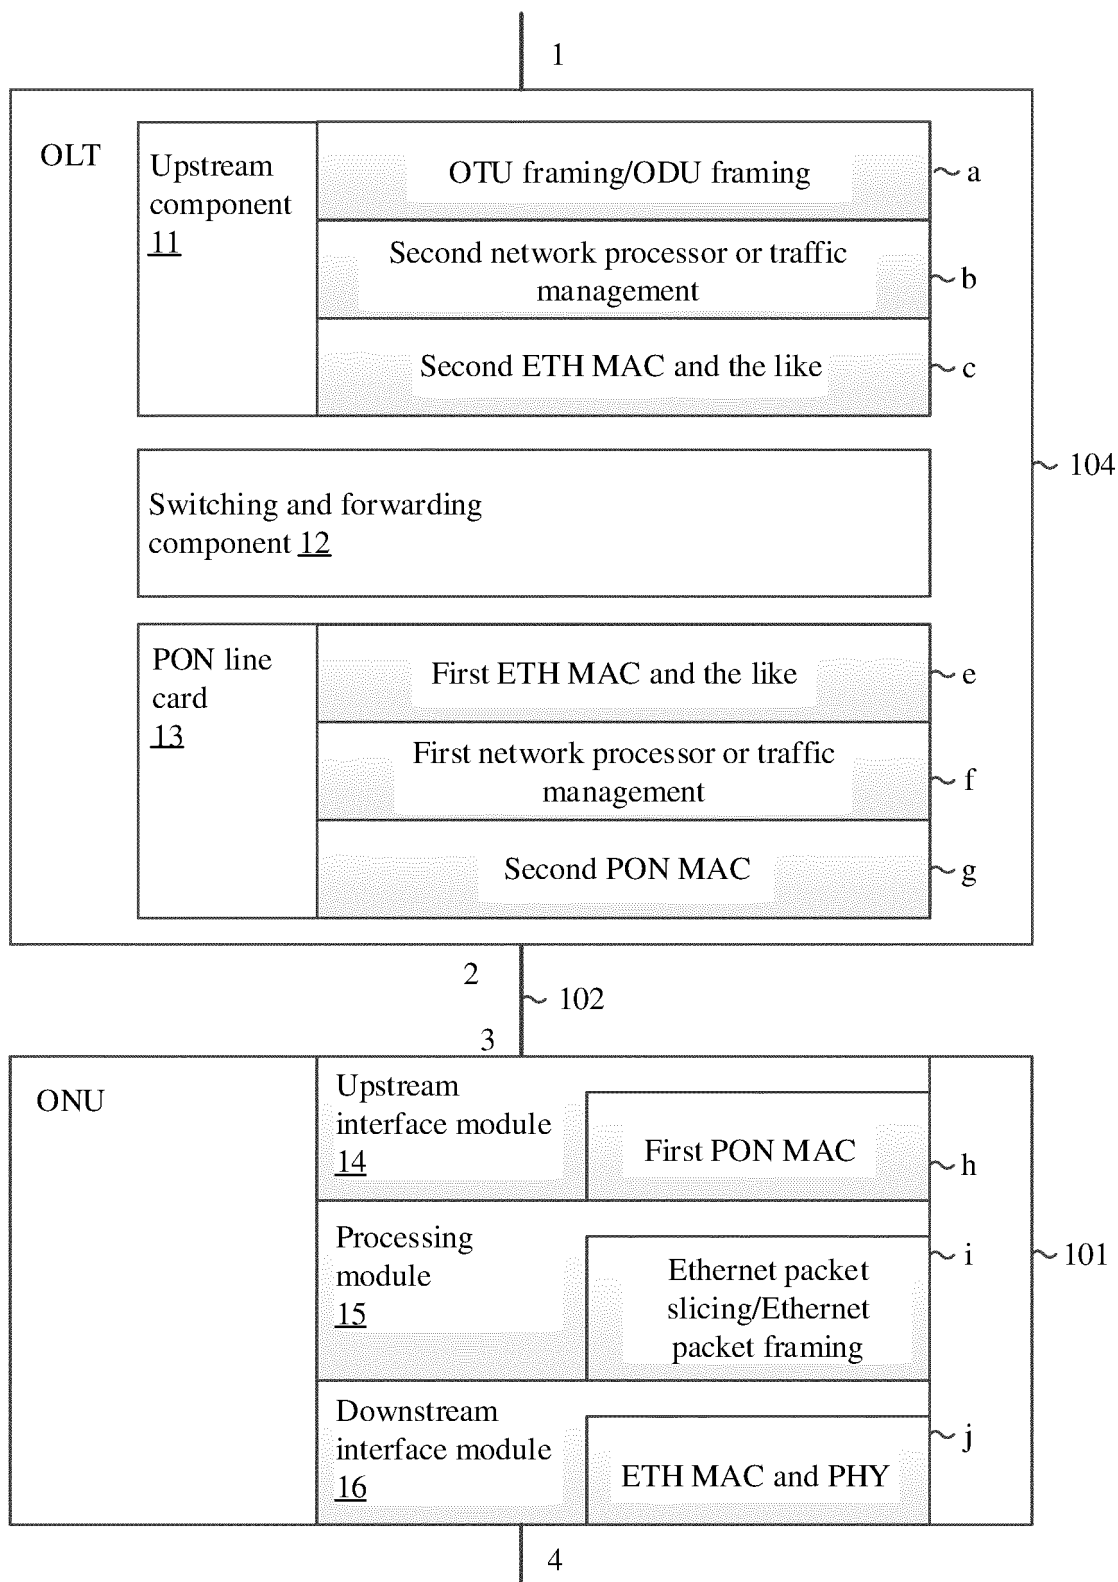 1
OLT
Upstream
component
11
OTU framing/ODU framing
a
Second network processor or traffic
management
b
Second ETH MAC and the like
c
104
Switching and forwarding
component 12
PON line
card
13
First ETH MAC and the like
e
First network processor or traffic
management
f
Second PON MAC
g
2
102
3
ONU
Upstream
interface module
14
First PON MAC
h
Processing
module
15
Ethernet packet
slicing/Ethernet
packet framing
i
101
Downstream
interface module
16
ETH MAC and PHY
j
4